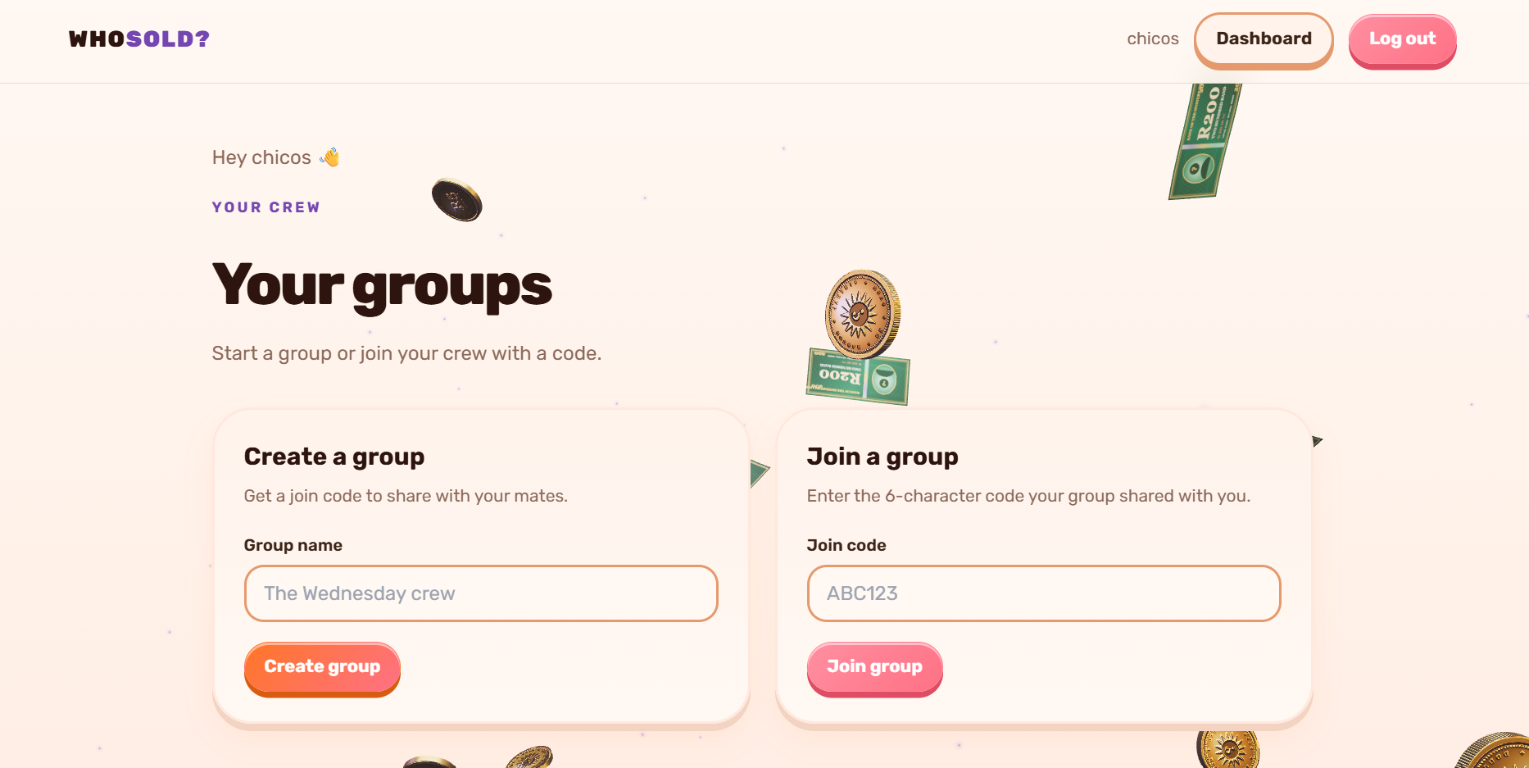 WHOSOLD?
chicos
Dashboard
Log out
Hey chicos 👋
YOUR CREW
Your groups
Start a group or join your crew with a code.
R200
R200
Create a group
Get a join code to share with your mates.
Group name
The Wednesday crew
Create group
Join a group
Enter the 6-character code your group shared with you.
Join code
ABC123
Join group